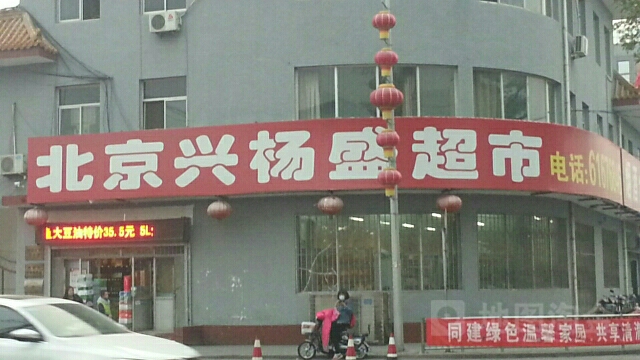 北京兴杨盛超市 电话:61
大豆油特价35.5元 5L
同建绿色温馨家园 共享清